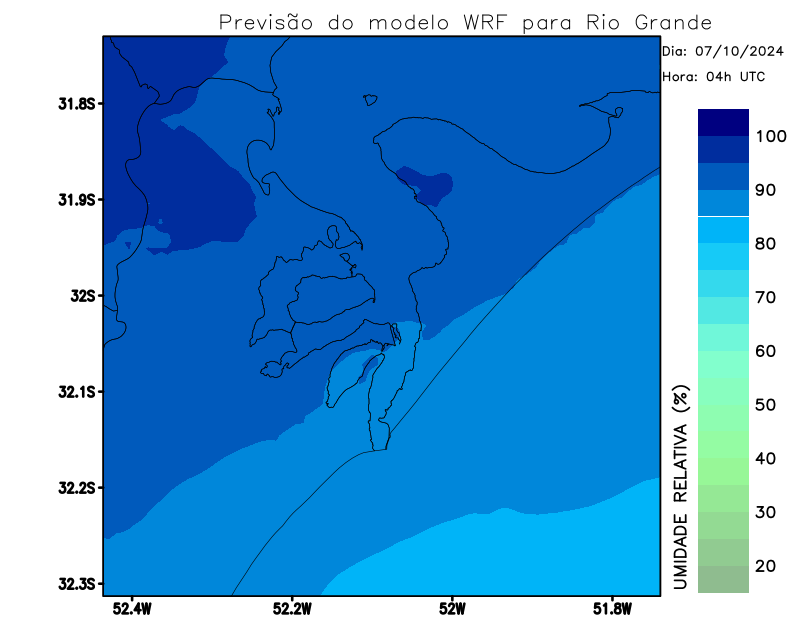 Previsão do modelo WRF para Rio Grande
Dia: 07/10/2024
Hora: 04h UTC
31.8S
31.9S
32S
32.1S
32.2S
32.3S
52.4W
52.2W
52W
51.8W
100
90
80
70
60
50
40
30
20
UMIDADE RELATIVA (%)